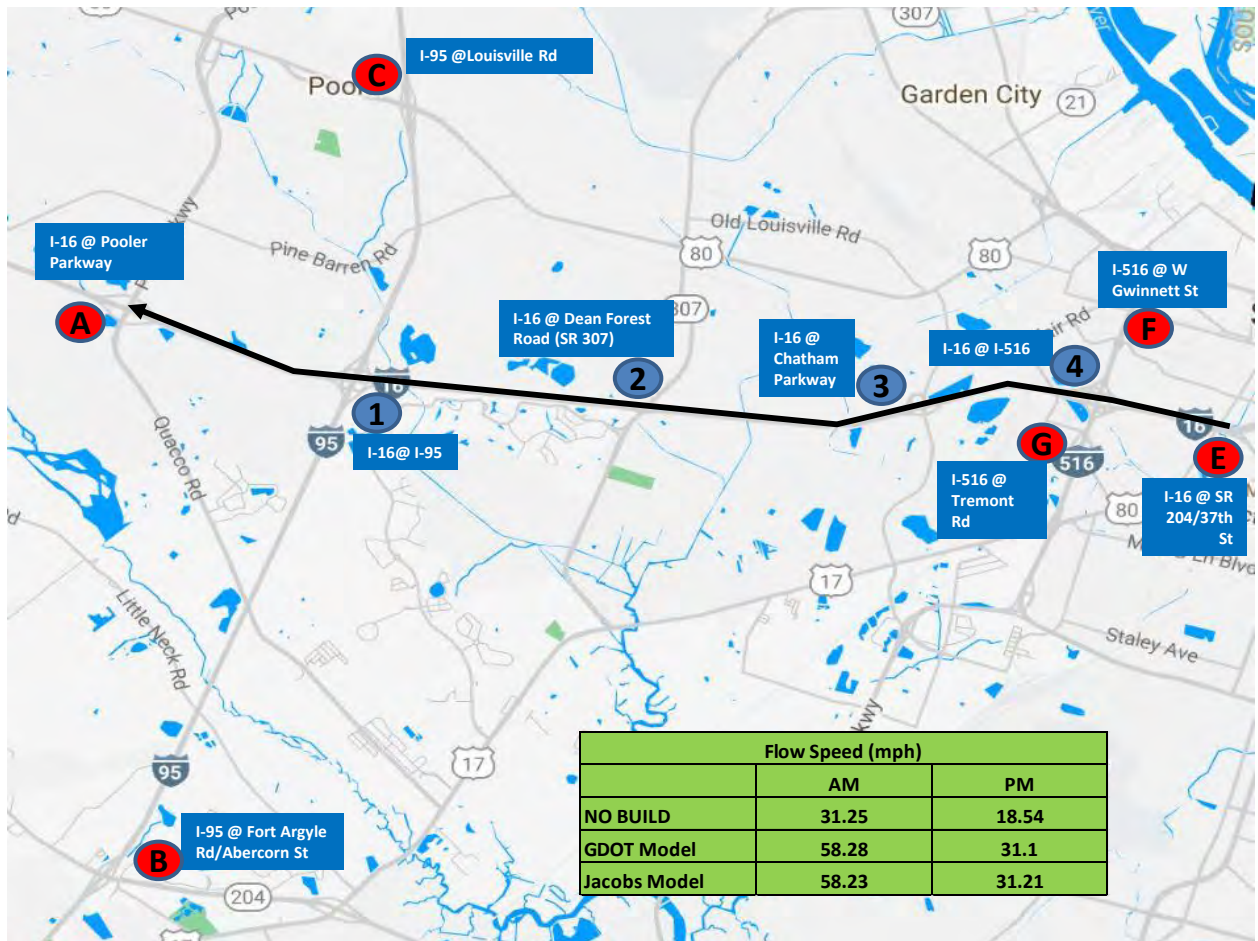 307
C
I-95 @Louisville Rd
Garden City
21
Old Louisville Rd
I-16 @ Pooler
Parkway
Pine Barren Rd
80
80
I-516 @ W
Gwinnett St
A
I-16 @ Dean Forest
Road (SR 307)
307
I-16 @
Chatham
Parkway
I-16 @ I-516
F
2
3
4
16
1
95
I-16@ I-95
Quacco Rd
16
G
516
E
I-516 @
Tremont
Rd
80
I-16 @ SR
204/37th
St
17
Little Neck Rd
Staley Ave
17
95
Flow Speed (mph)
AM PM
NO BUILD 31.25 18.54
GDOT Model 58.28 31.1
Jacobs Model 58.23 31.21
I-95 @ Fort Argyle
Rd/Abercorn St
B
204